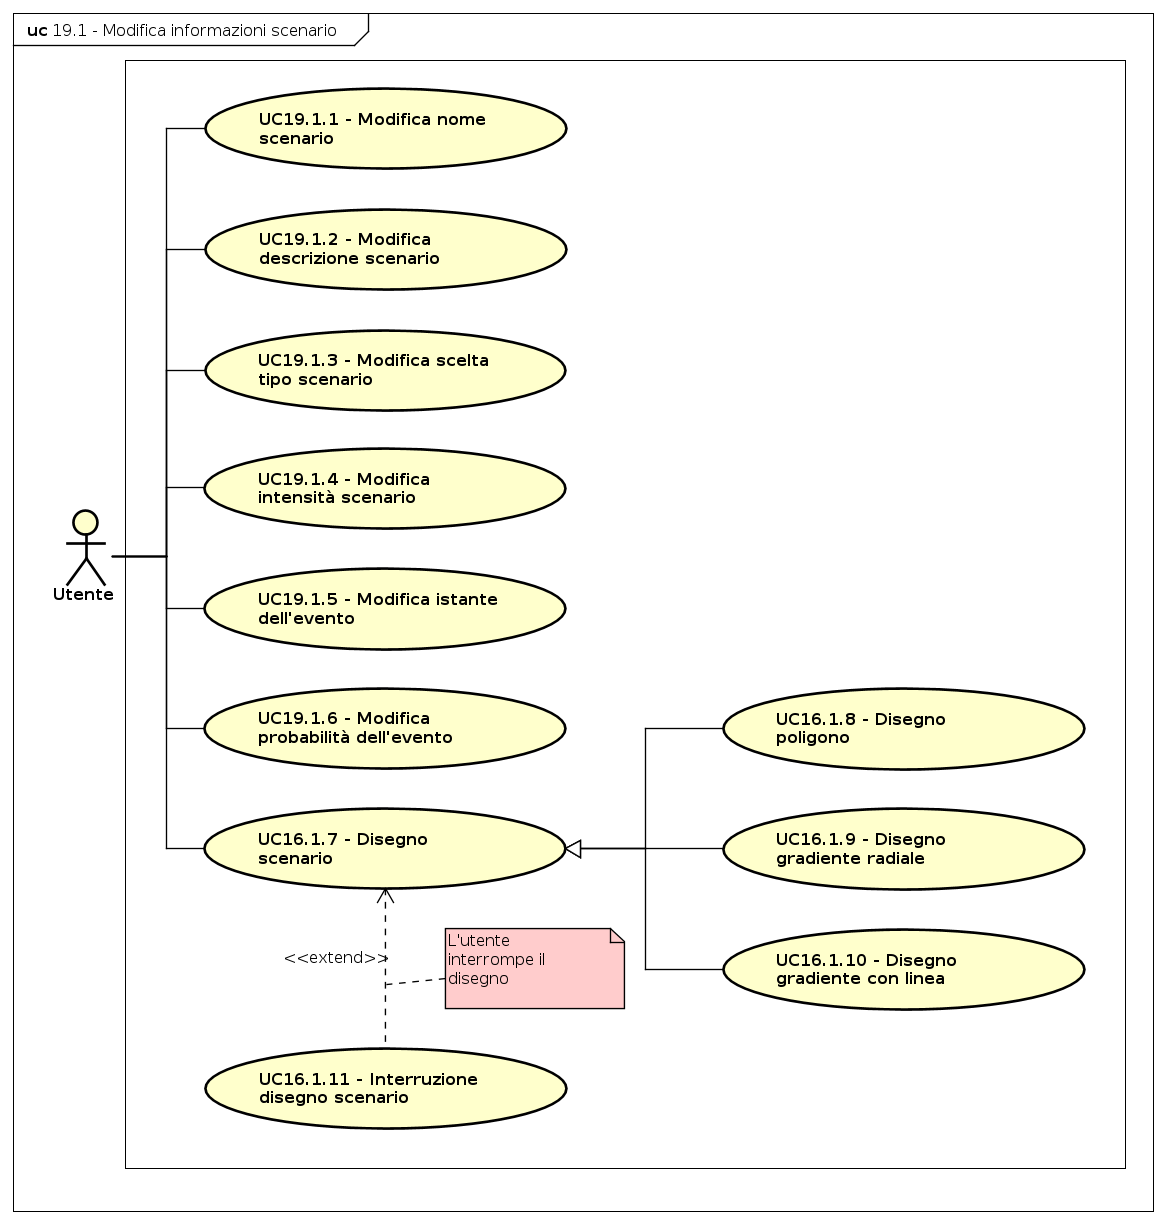 uc 19.1 - Modifica informazioni scenario
UC19.1.1 - Modifica nome
scenario
UC19.1.2 - Modifica
descrizione scenario
UC19.1.3 - Modifica scelta
tipo scenario
UC19.1.4 - Modifica
intensità scenario
Utente
UC19.1.5 - Modifica istante
dell'evento
UC19.1.6 - Modifica
probabilità dell'evento
UC16.1.8 - Disegno
poligono
UC16.1.7 - Disegno
scenario
UC16.1.9 - Disegno
gradiente radiale
<<extend>>
L'utente
interrompe il
disegno
UC16.1.10 - Disegno
gradiente con linea
UC16.1.11 - Interruzione
disegno scenario